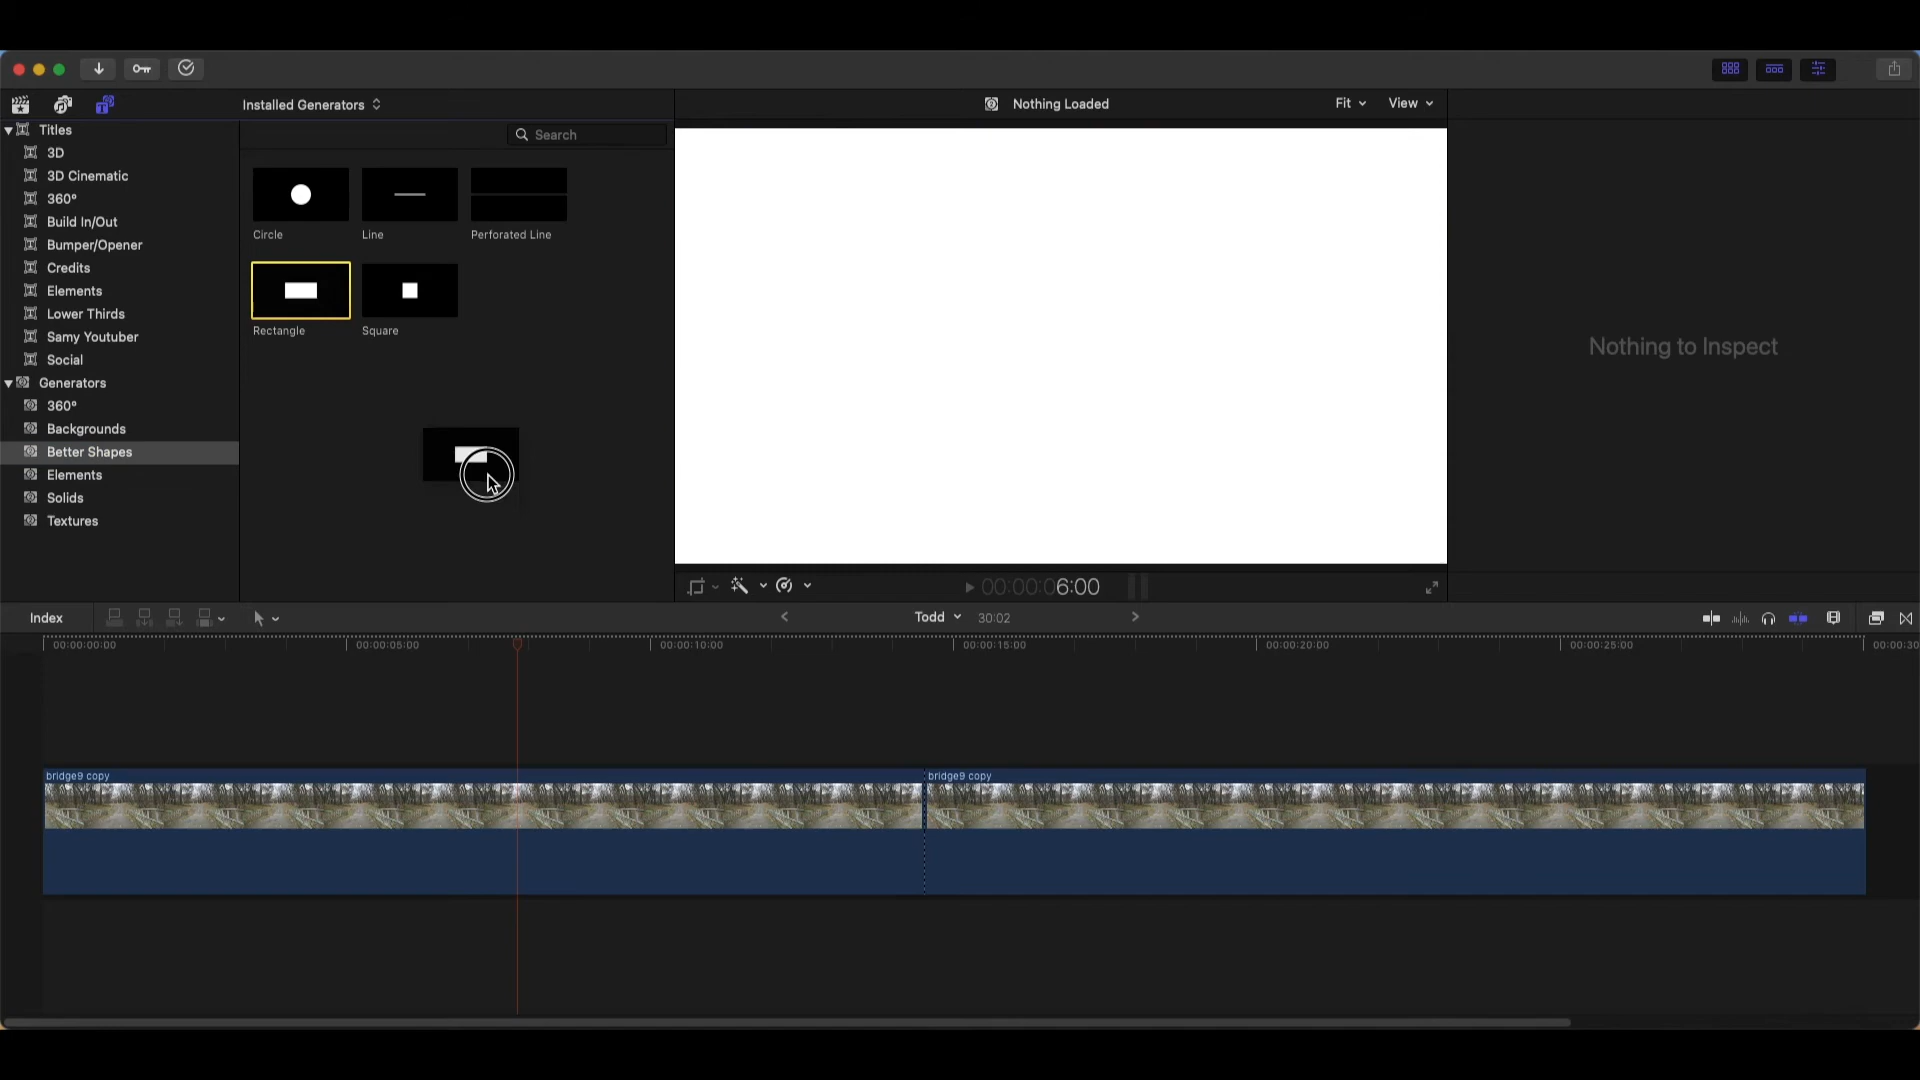 Installed Generators
Nothing Loaded
Fit
View
Titles
Search
3D
3D Cinematic
360°
Build In/Out
Bumper/Opener
Credits
Elements
Lower Thirds
Samy Youtuber
Social
Generators
360°
Backgrounds
Better Shapes
Elements
Solids
Textures
Circle
Line
Perforated Line
Rectangle
Square
Nothing to Inspect
00:00:06:00
Index
Todd
30:02
00:00:00:00
00:00:05:00
00:00:10:00
00:00:15:00
00:00:20:00
00:00:25:00
00:00:30
bridge9 copy
bridge9 copy